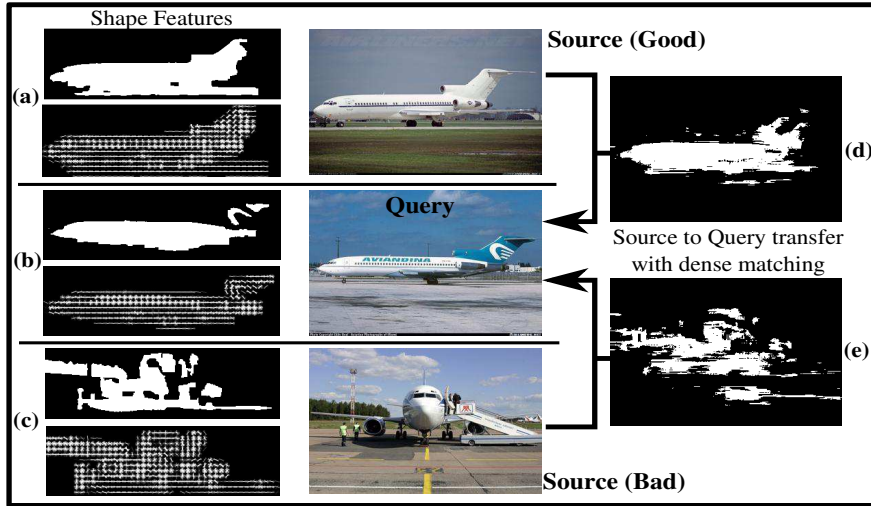 Shape Features
Source (Good)
(a)
(d)
Query
(b)
AVIANDINA
Source to Query transfer
with dense matching
(e)
(c)
Source (Bad)